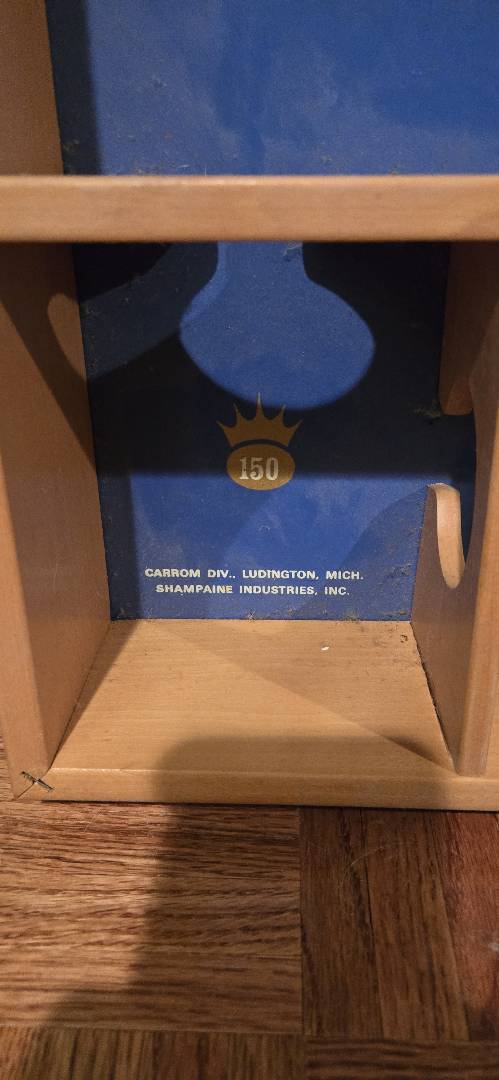 150
CARROM DIV., LUDINGTON, MICH.
SHAMPAINE INDUSTRIES, INC.